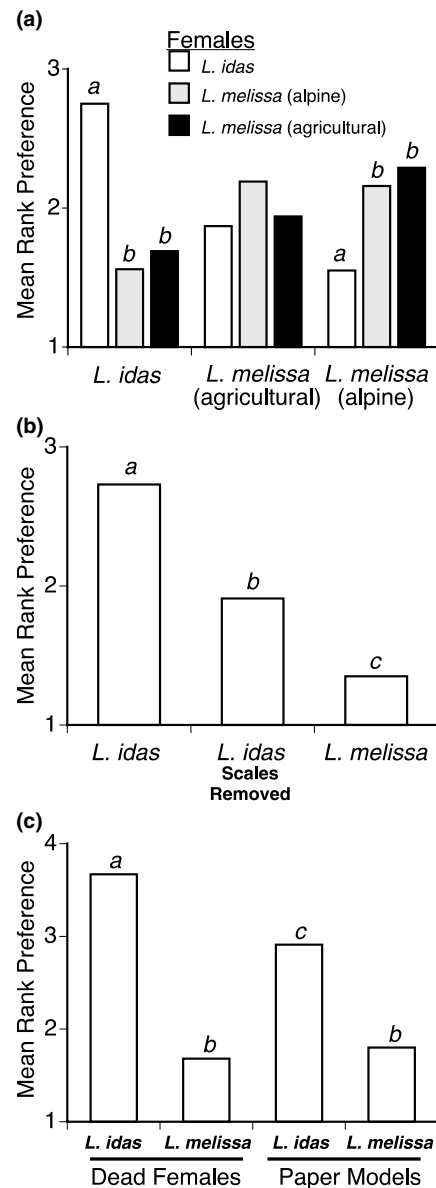 (a)
Females
L. idas
L. melissa (alpine)
L. melissa (agricultural)
Mean Rank Preference
3
2
1
a
b
b
a
b
b
L. idas
L. melissa
(agricultural)
L. melissa
(alpine)
(b)
Mean Rank Preference
3
2
1
a
b
c
L. idas
L. idas
Scales
Removed
L. melissa
(c)
Mean Rank Preference
4
3
2
1
a
b
c
b
L. idas L. melissa L. idas L. melissa
Dead Females Paper Models